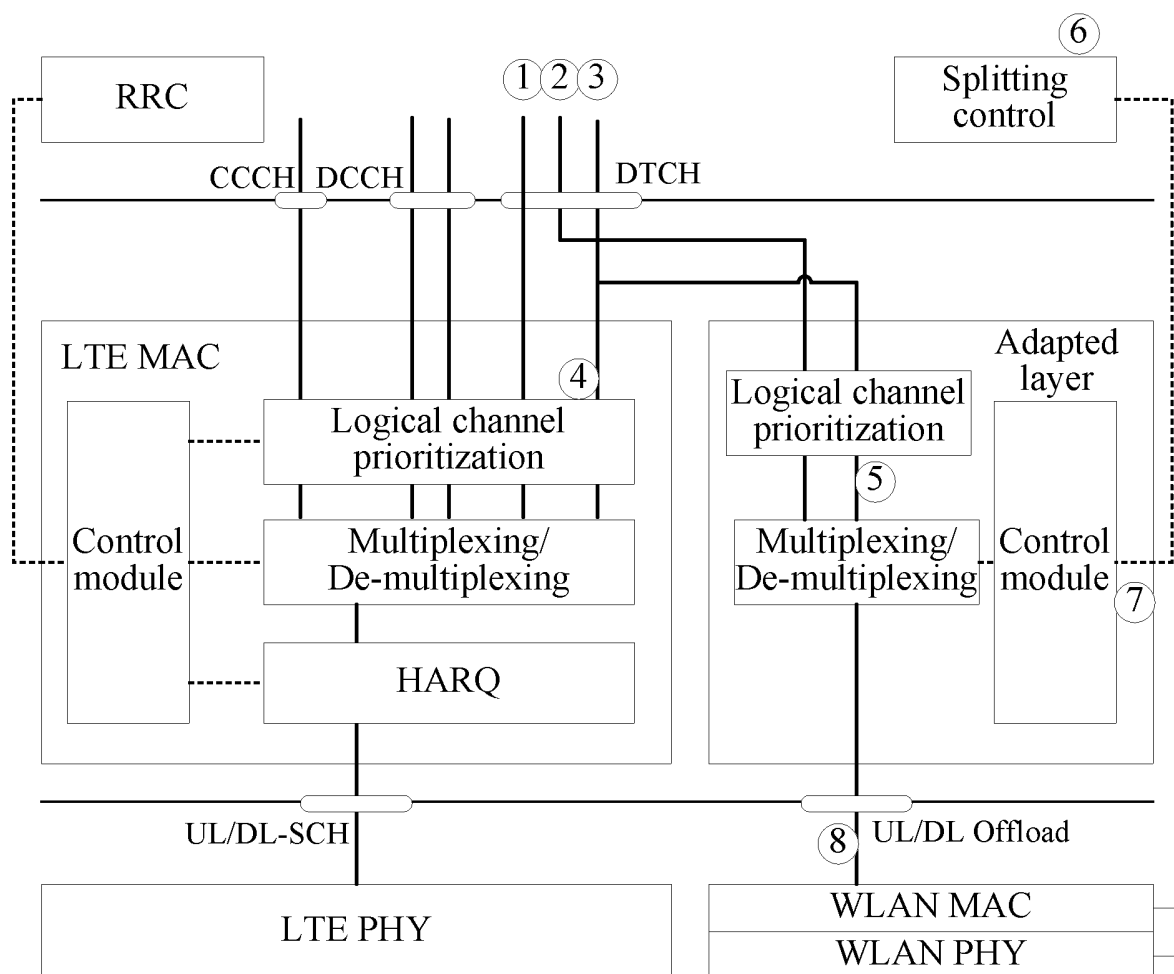 6
1 2 3
RRC
Splitting
control
CCCH DCCH DTCH
LTE MAC
4
Adapted
layer
Logical channel
prioritization
Logical channel
prioritization
5
Control
module
Multiplexing/
De-multiplexing
Multiplexing/
De-multiplexing
Control
module
7
HARQ
UL/DL-SCH
8
UL/DL Offload
LTE PHY
WLAN MAC
WLAN PHY